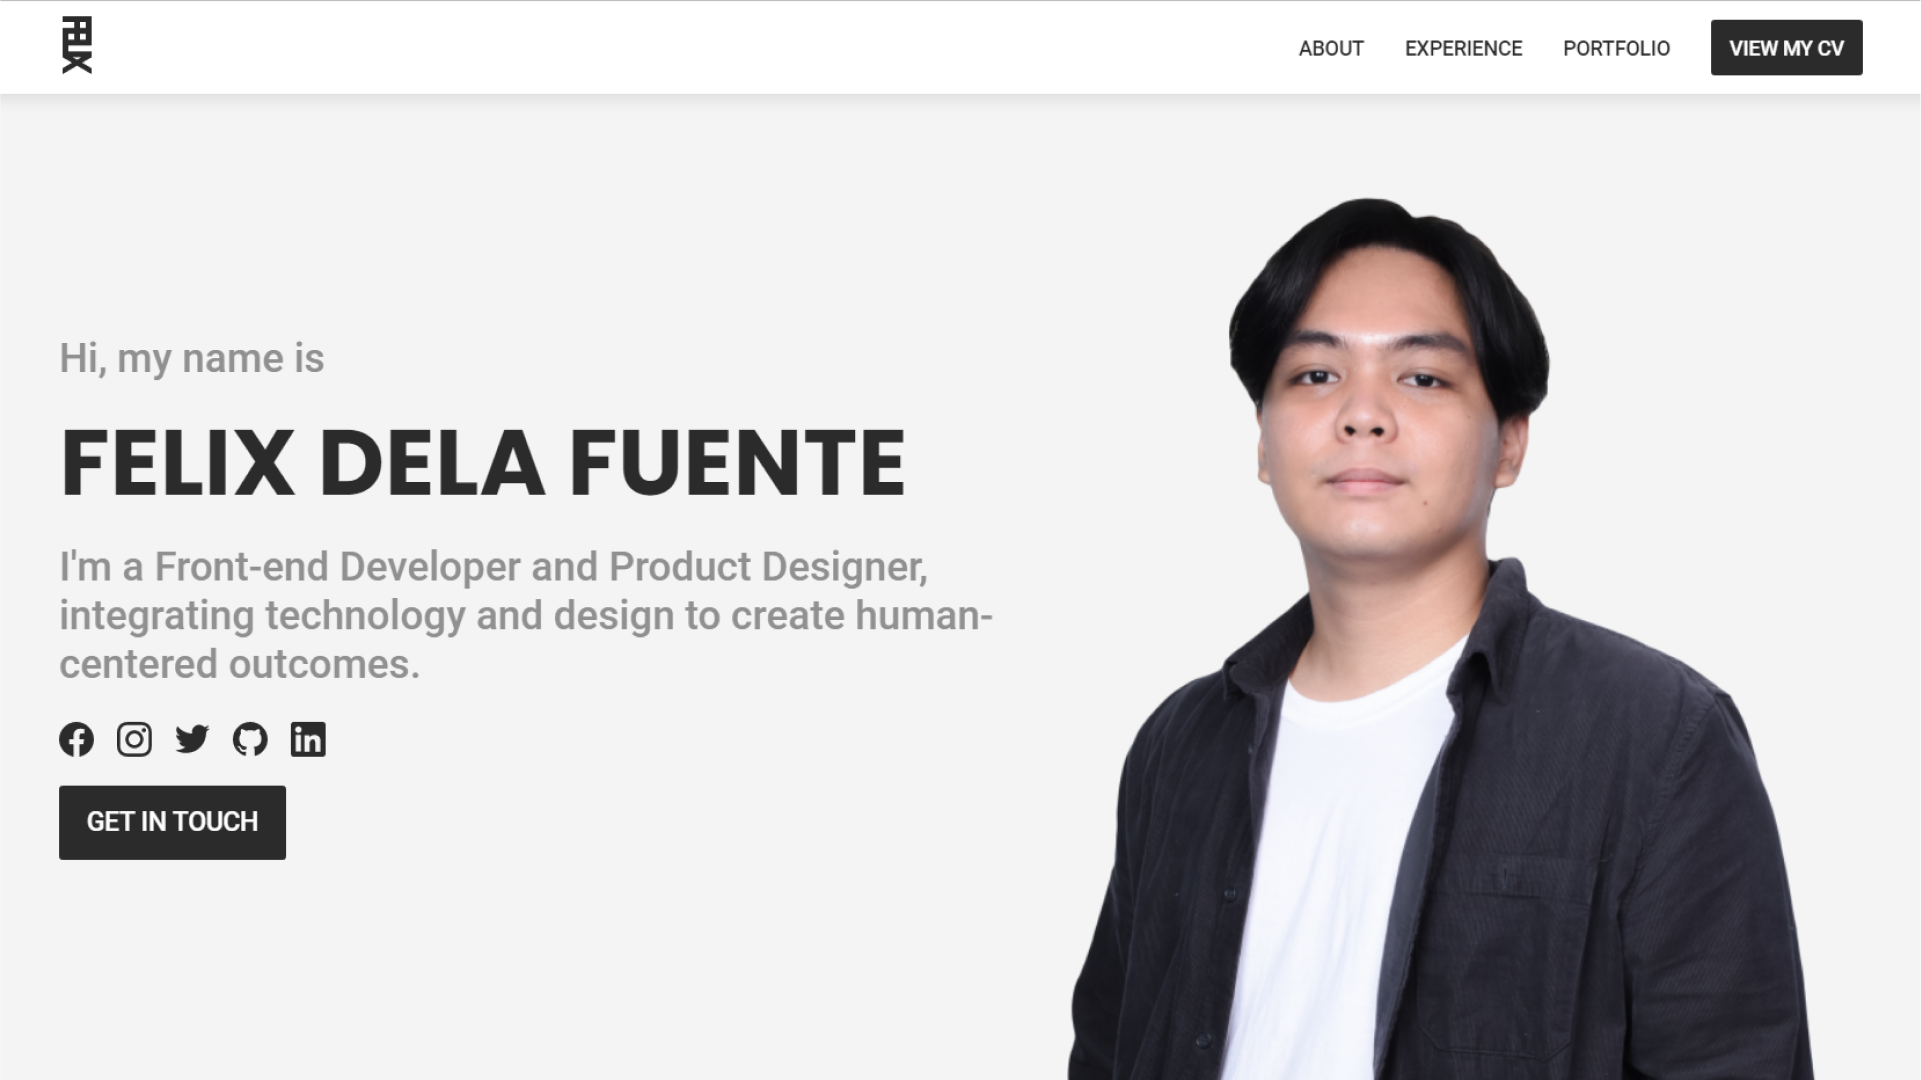 FELIX
ABOUT EXPERIENCE PORTFOLIO VIEW MY CV
Hi, my name is
FELIX DELA FUENTE
I'm a Front-end Developer and Product Designer,
integrating technology and design to create human-
centered outcomes.
GET IN TOUCH